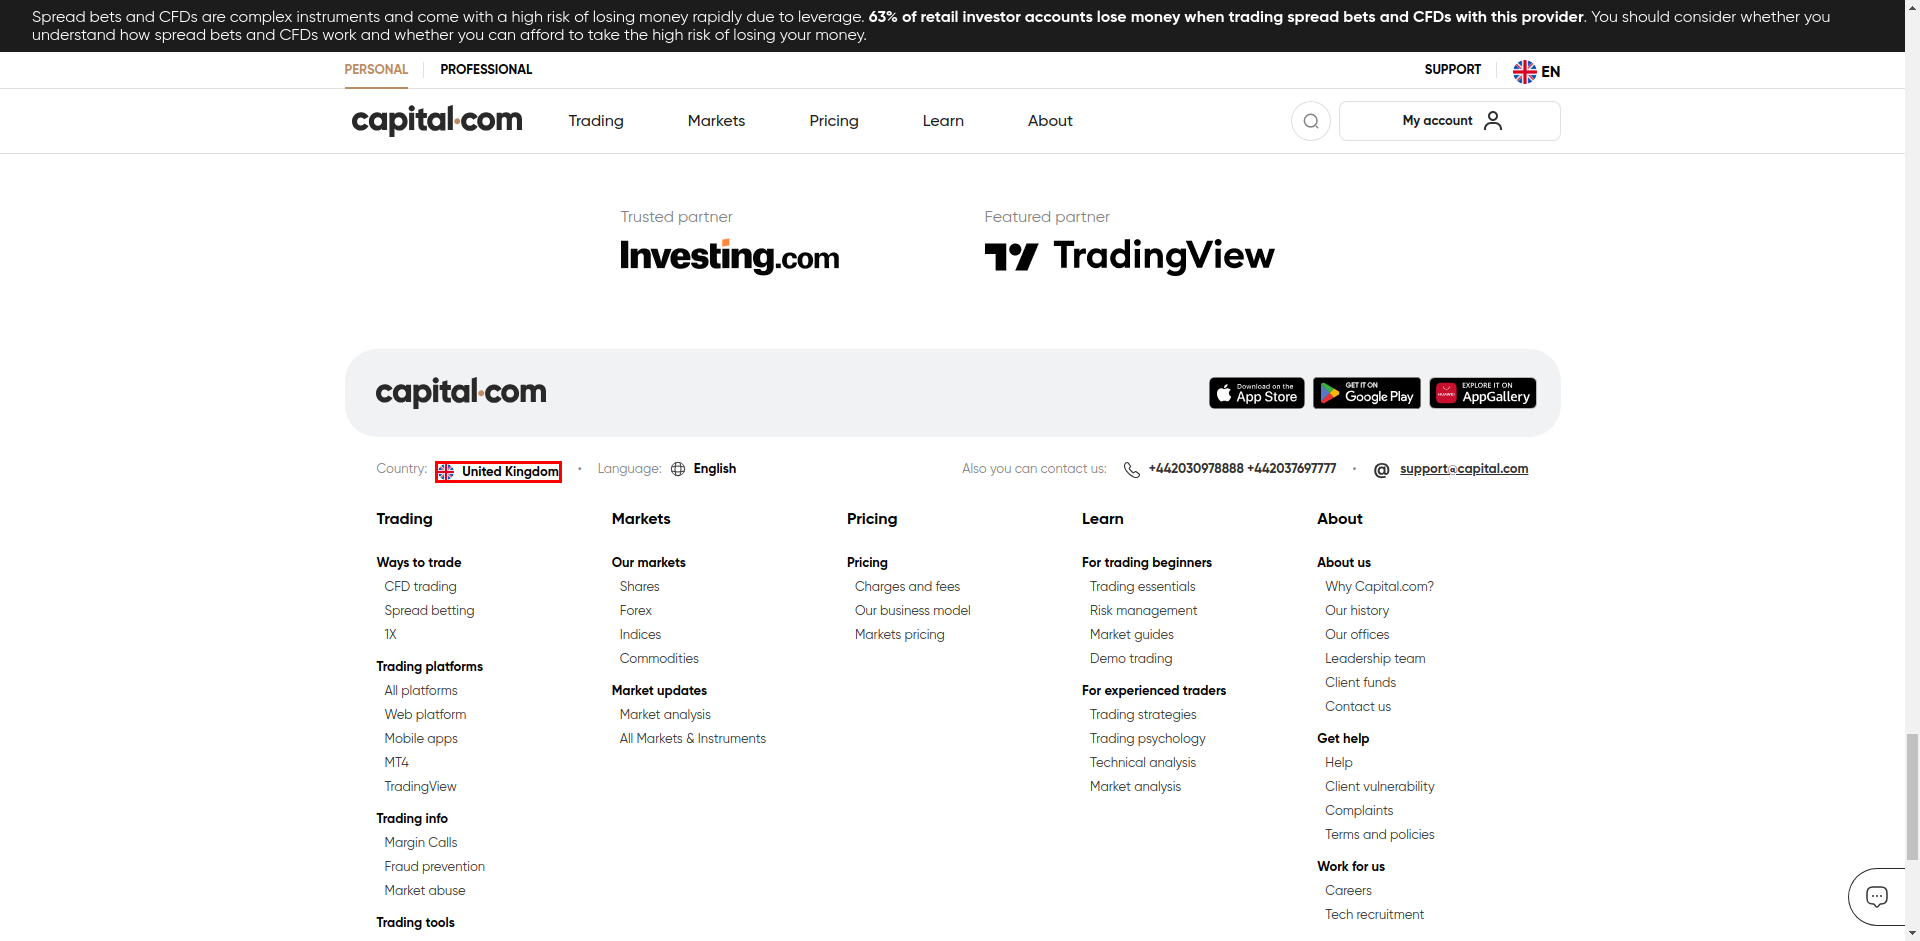 Spread bets and CFDs are complex instruments and come with a high risk of losing money rapidly due to leverage. 63% of retail investor accounts lose money when trading spread bets and CFDs with this provider. You should consider whether you
understand how spread bets and CFDs work and whether you can afford to take the high risk of losing your money.
PERSONAL PROFESSIONAL SUPPORT EN
capital.com Trading Markets Pricing Learn About My account
Trusted partner Featured partner
Investing.com TradingView
capital.com
Download on the App Store
GET IT ON Google Play
HUAWEI EXPLORE IT ON AppGallery
Country: United Kingdom • Language: English Also you can contact us: +442030978888 +442037697777 • @ support@capital.com
Trading
Ways to trade
CFD trading
Spread betting
1X
Trading platforms
All platforms
Web platform
Mobile apps
MT4
TradingView
Trading info
Margin Calls
Fraud prevention
Market abuse
Trading tools
Markets
Our markets
Shares
Forex
Indices
Commodities
Market updates
Market analysis
All Markets & Instruments
Pricing
Pricing
Charges and fees
Our business model
Markets pricing
Learn
For trading beginners
Trading essentials
Risk management
Market guides
Demo trading
For experienced traders
Trading strategies
Trading psychology
Technical analysis
Market analysis
About
About us
Why Capital.com?
Our history
Our offices
Leadership team
Client funds
Contact us
Get help
Help
Client vulnerability
Complaints
Terms and policies
Work for us
Careers
Tech recruitment